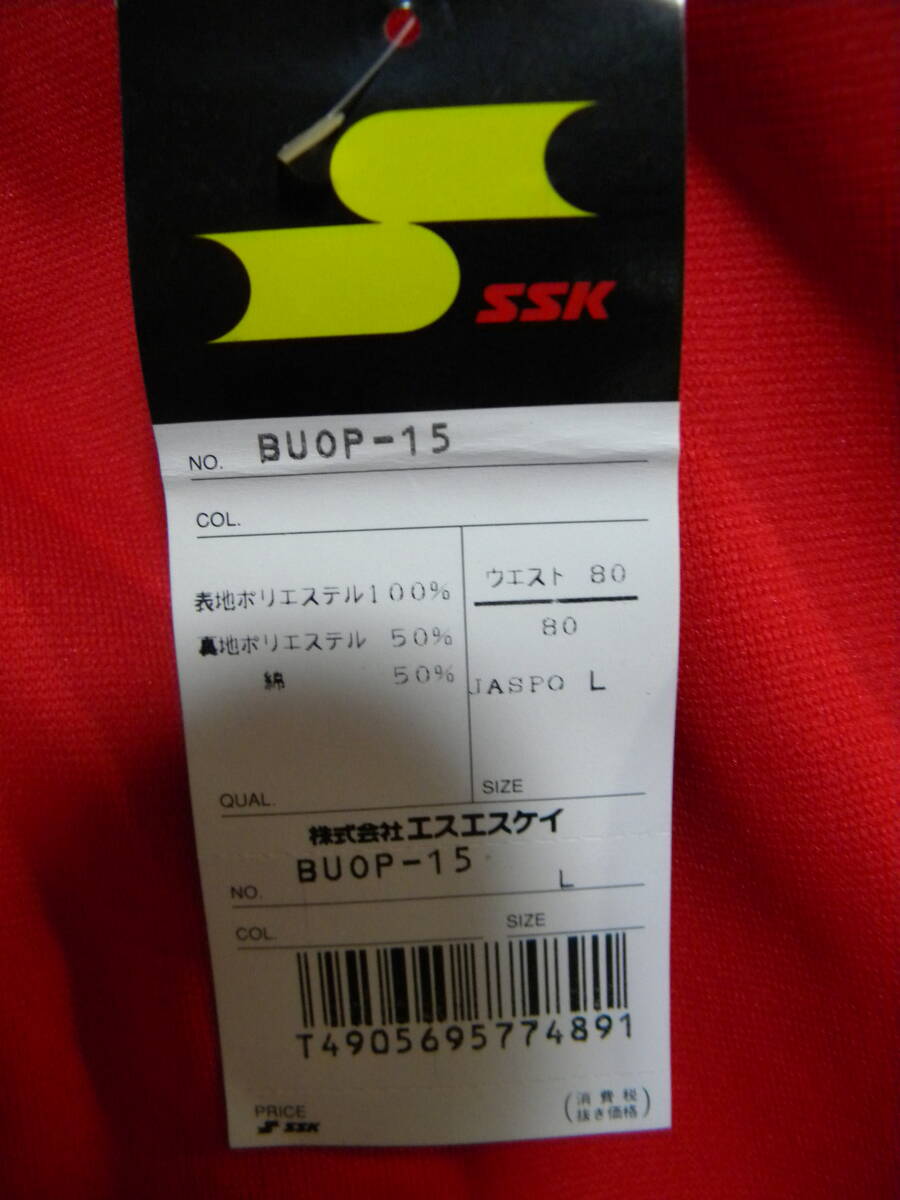 SSK
NO. BUOP-15
COL.
表地ポリエステル100%
裏地ポリエステル 50%
綿 50%
QUAL.
ウエスト 80
80
JASPO L
SIZE
株式会社エスエスケイ
NO. BUOP-15 L
COL. SIZE
T4905695774891
PRICE
(消費税
抜き価格)
SSK